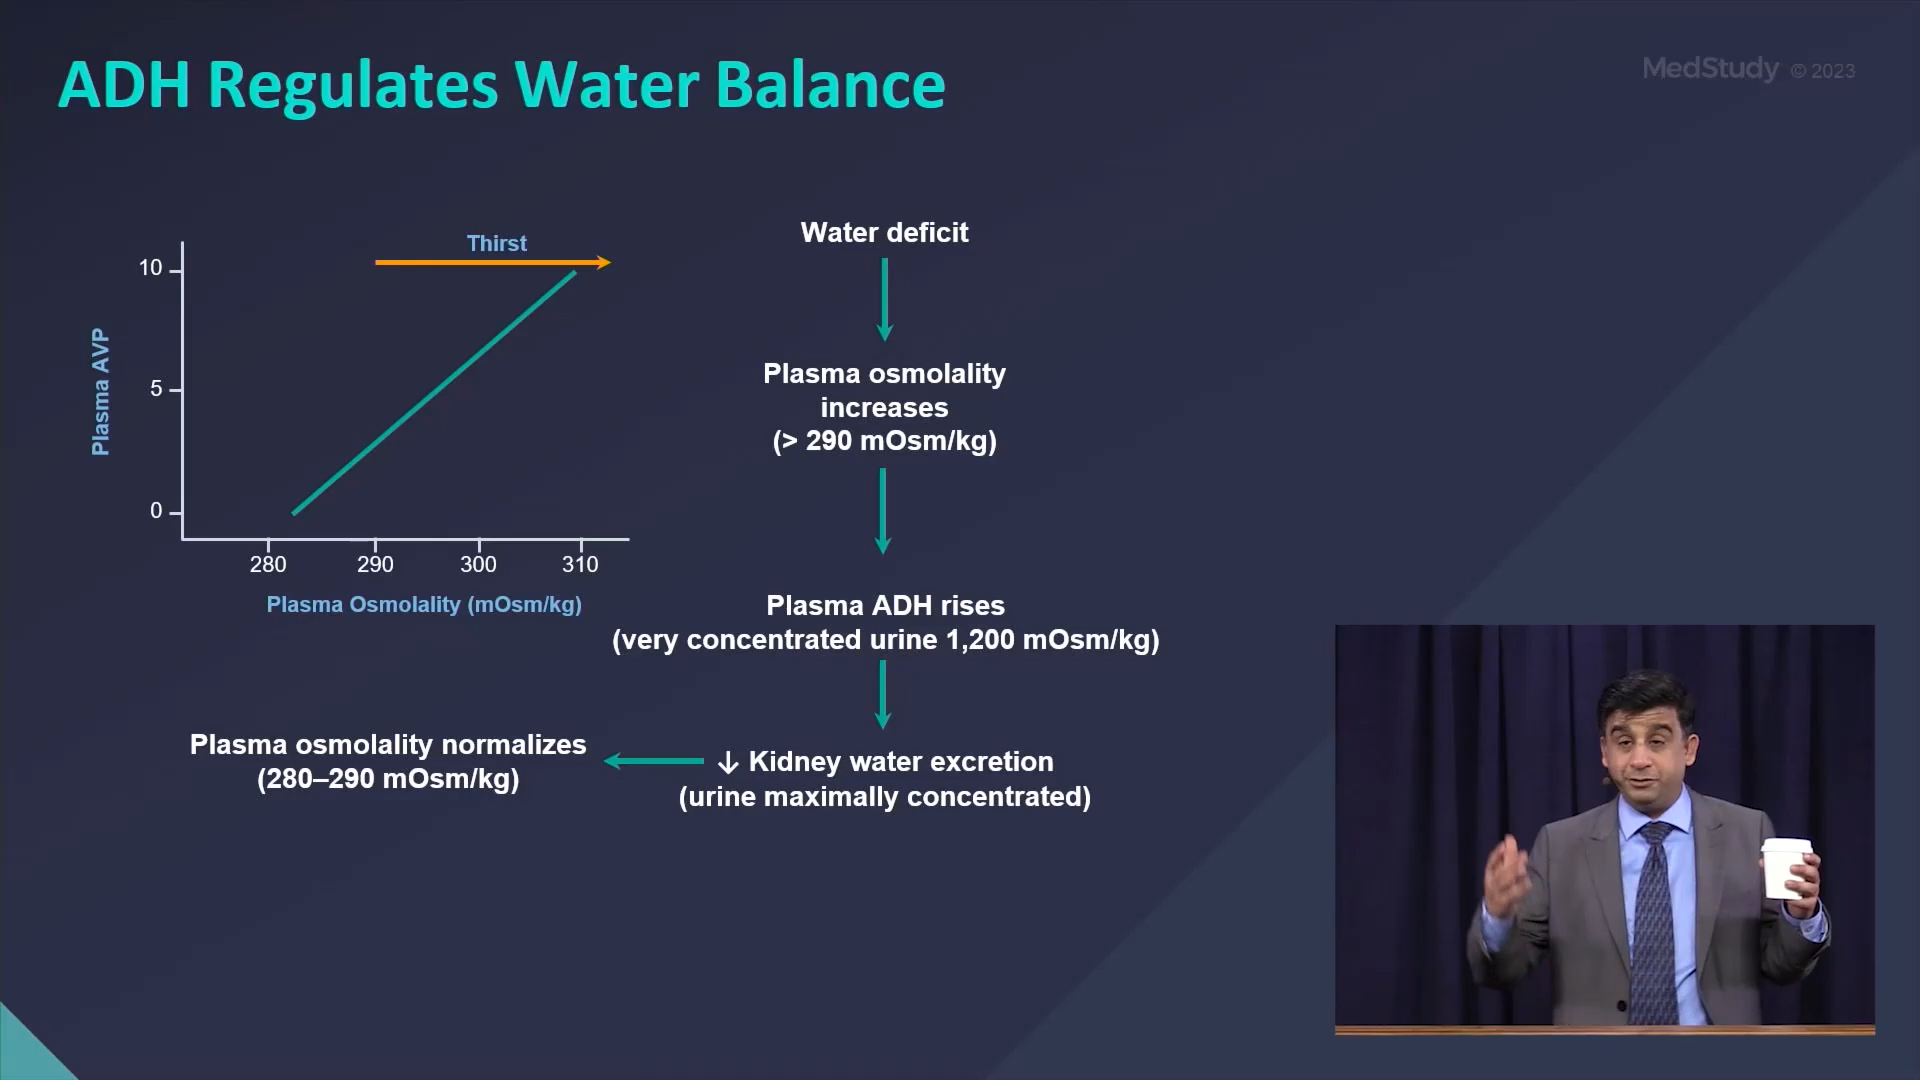 ADH Regulates Water Balance
MedStudy © 2023
Thirst
10
5
0
Plasma AVP
280 290 300 310
Plasma Osmolality (mOsm/kg)
Water deficit
Plasma osmolality
increases
(> 290 mOsm/kg)
Plasma ADH rises
(very concentrated urine 1,200 mOsm/kg)
↓ Kidney water excretion
(urine maximally concentrated)
Plasma osmolality normalizes
(280–290 mOsm/kg)